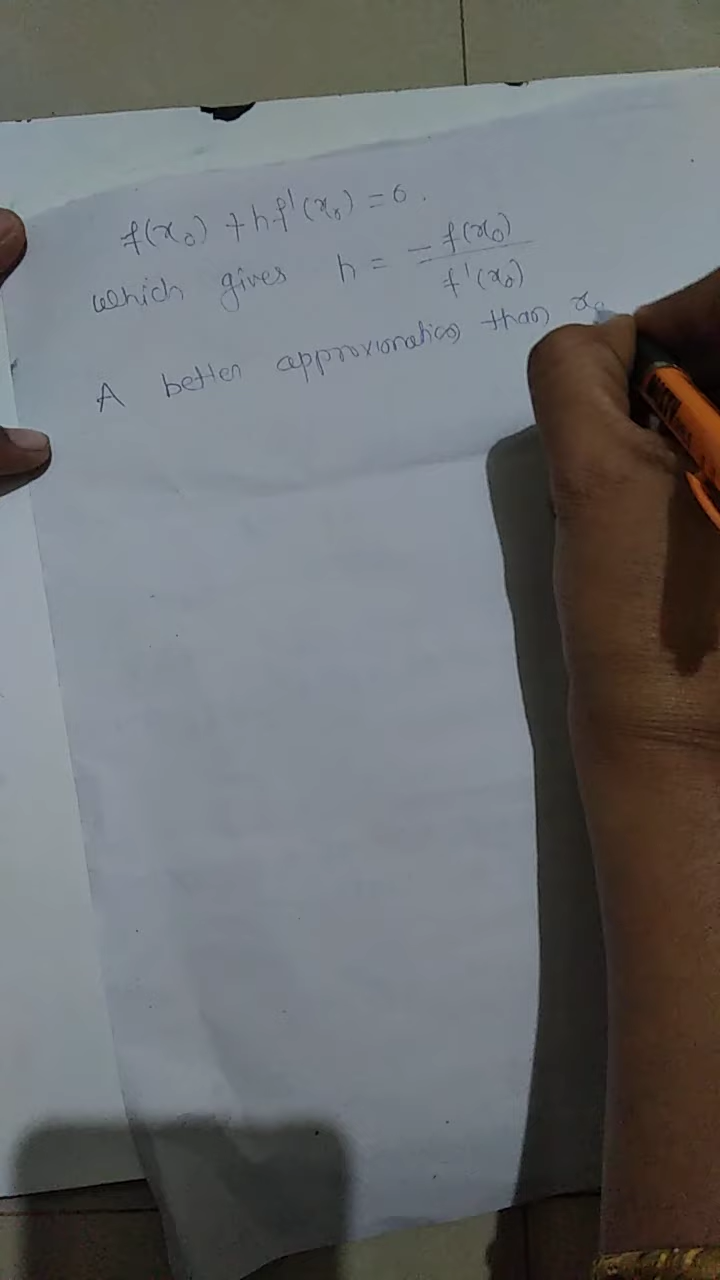 f(x₀) + hf'(x₀) = 0.
which gives h = - f(x₀) / f'(x₀)
A better approximation than x₀